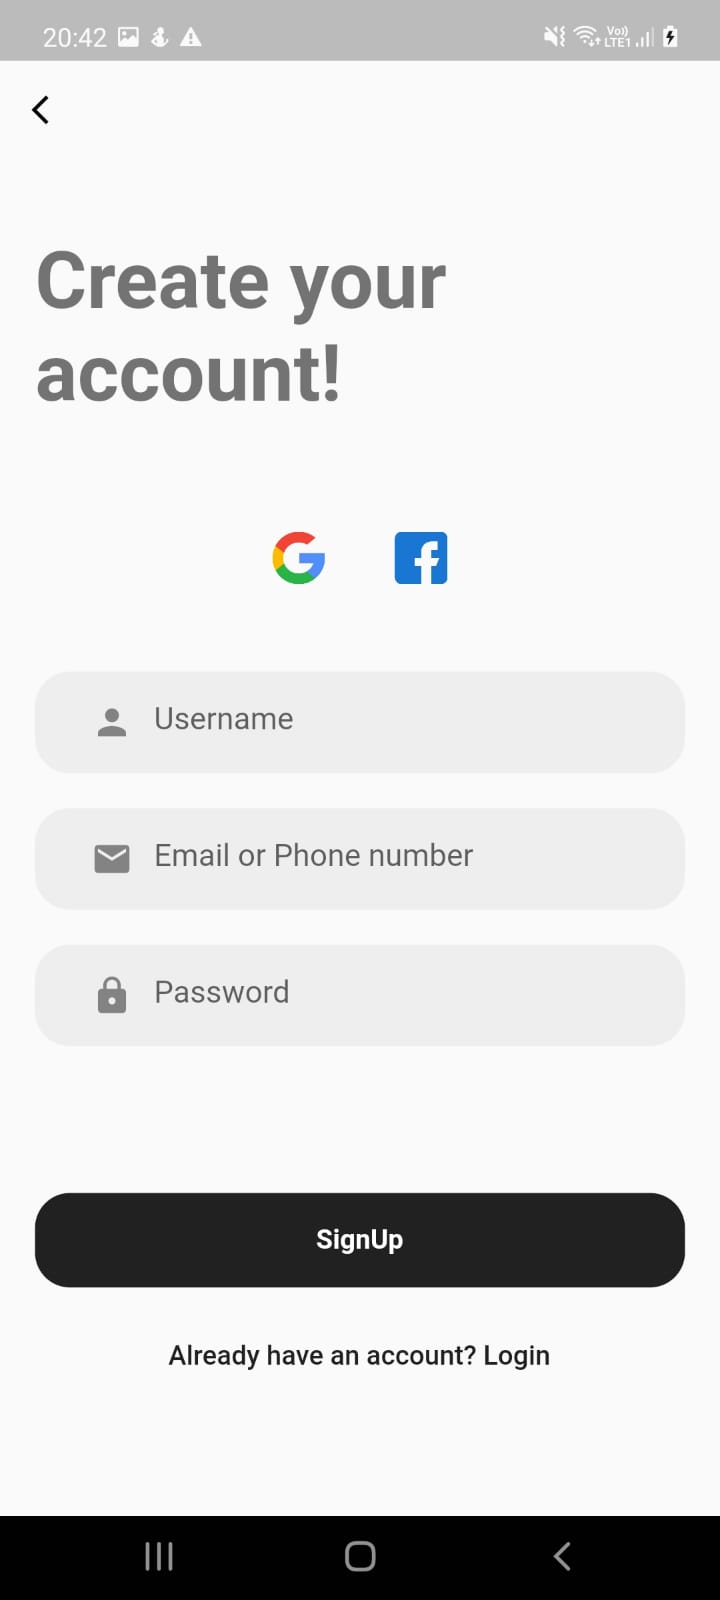 20:42
Vo))
LTE1
Create your
account!
Username
Email or Phone number
Password
SignUp
Already have an account? Login